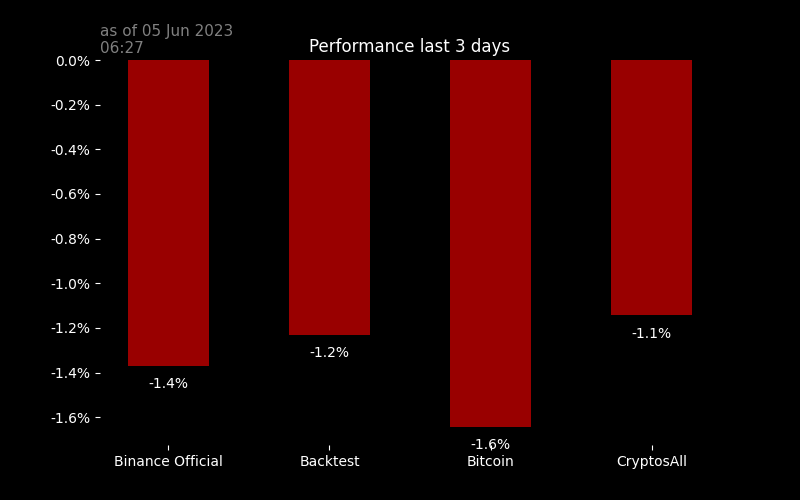 as of 05 Jun 2023
06:27
Performance last 3 days
0.0%
-0.2%
-0.4%
-0.6%
-0.8%
-1.0%
-1.2%
-1.4%
-1.6%
-1.4%
-1.2%
-1.6%
-1.1%
Binance Official
Backtest
Bitcoin
CryptosAll